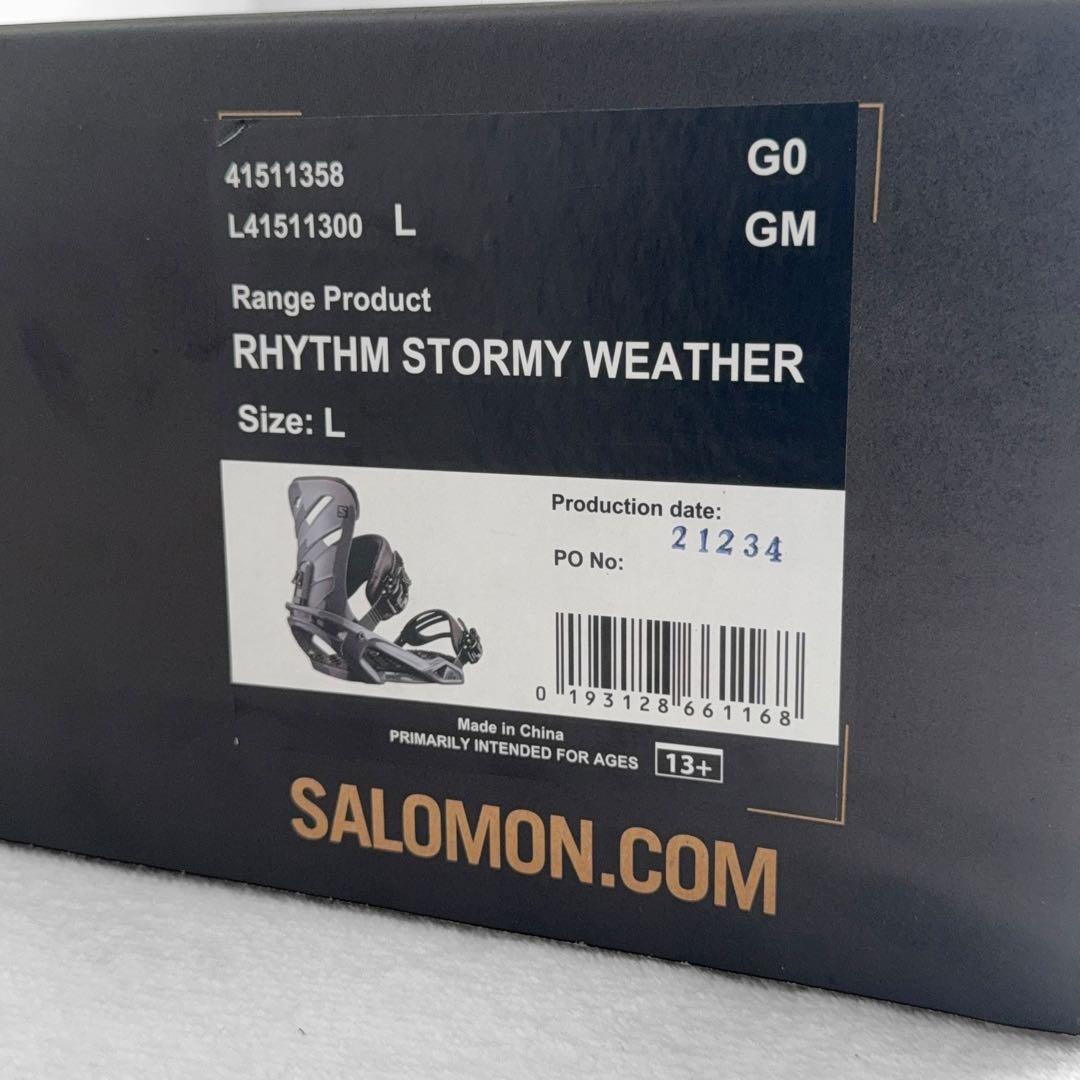 41511358
G0
L41511300 L
GM
Range Product
RHYTHM STORMY WEATHER
Size: L
S
Production date:
21234
PO No:
0 193128 661168
Made in China
PRIMARILY INTENDED FOR AGES 13+
SALOMON.COM